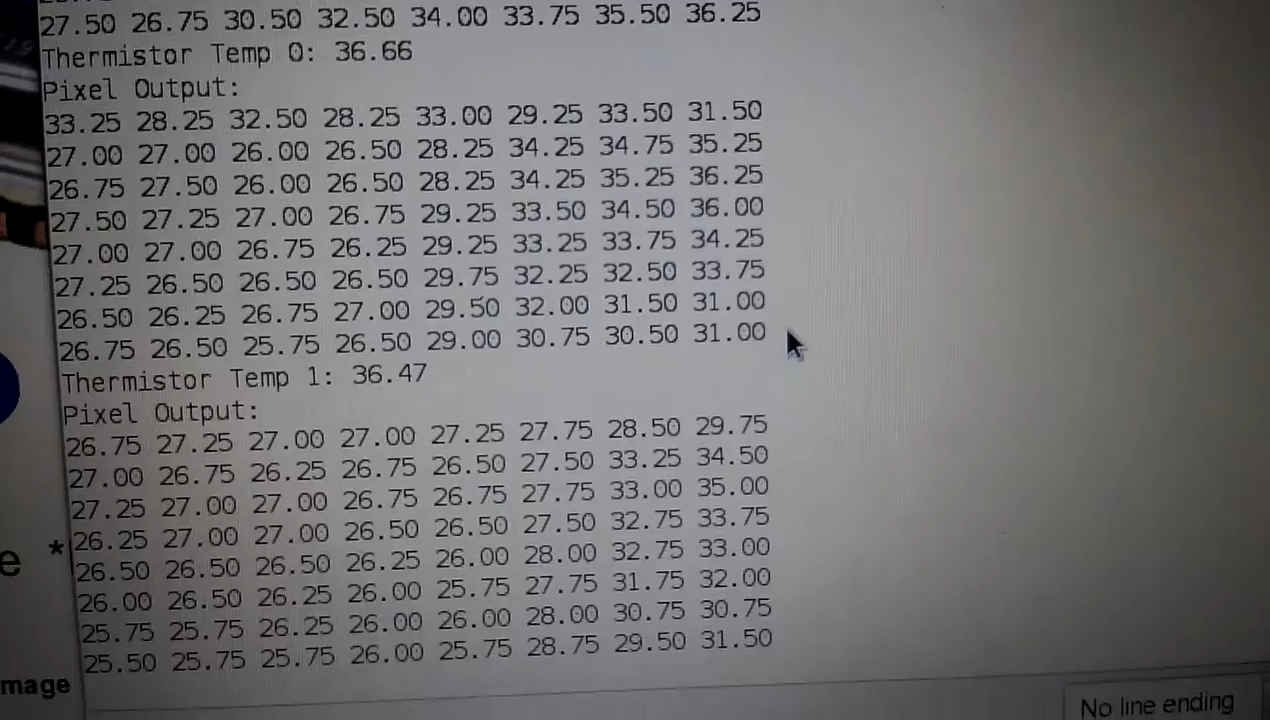 27.50 26.75 30.50 32.50 34.00 33.75 35.50 36.25
Thermistor Temp 0: 36.66
Pixel Output:
33.25 28.25 32.50 28.25 33.00 29.25 33.50 31.50
27.00 27.00 26.00 26.50 28.25 34.25 34.75 35.25
26.75 27.50 26.00 26.50 28.25 34.25 35.25 36.25
27.50 27.25 27.00 26.75 29.25 33.50 34.50 36.00
27.00 27.00 26.75 26.25 29.25 33.25 33.75 34.25
27.25 26.50 26.50 26.50 29.75 32.25 32.50 33.75
26.50 26.25 26.75 27.00 29.50 32.00 31.50 31.00
26.75 26.50 25.75 26.50 29.00 30.75 30.50 31.00
Thermistor Temp 1: 36.47
Pixel Output:
26.75 27.25 27.00 27.00 27.25 27.75 28.50 29.75
27.00 26.75 26.25 26.75 26.50 27.50 33.25 34.50
27.25 27.00 27.00 26.75 26.75 27.75 33.00 35.00
26.25 27.00 27.00 26.50 26.50 27.50 32.75 33.75
26.50 26.50 26.50 26.25 26.00 28.00 32.75 33.00
26.00 26.50 26.25 26.00 25.75 27.75 31.75 32.00
25.75 25.75 26.25 26.00 26.00 28.00 30.75 30.75
25.50 25.75 25.75 26.00 25.75 28.75 29.50 31.50
e *
mage
No line ending